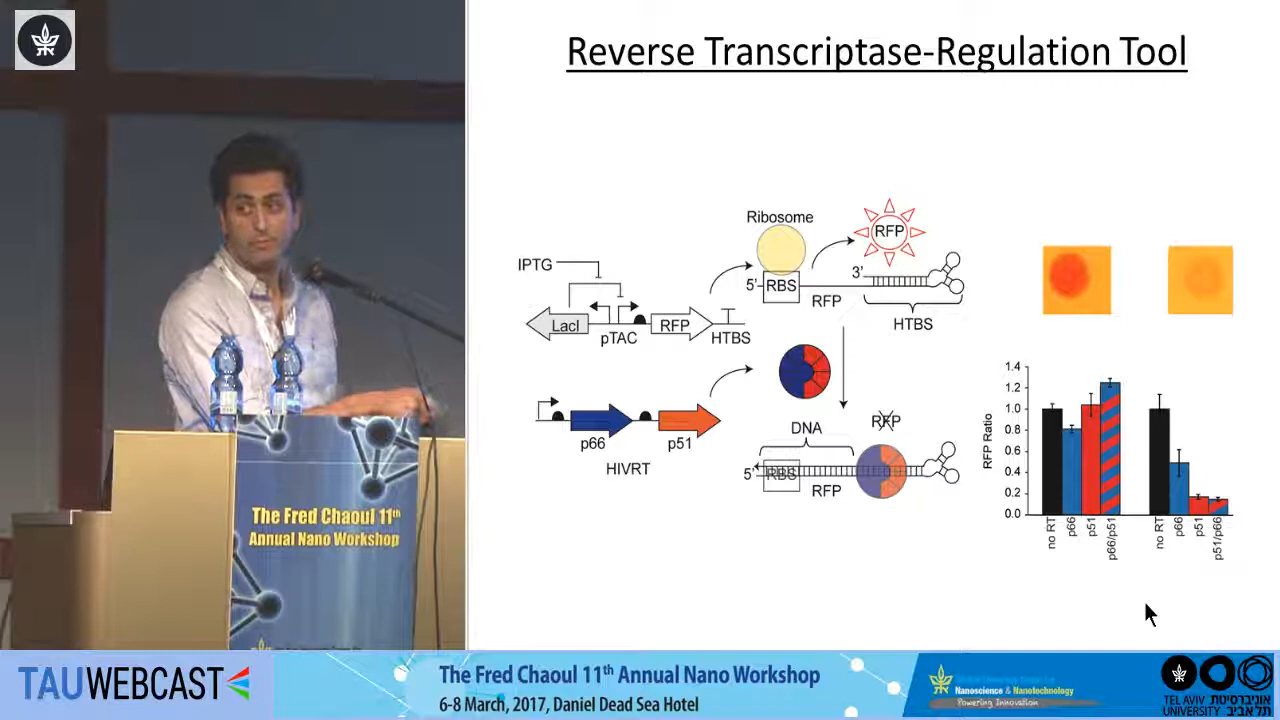 Reverse Transcriptase-Regulation Tool
Ribosome
RFP
IPTG
3'
5'
RBS
RFP
HTBS
LacI
pTAC
RFP
HTBS
p66
p51
HIVRT
DNA
RFP
5'
RBS
RFP
RFP Ratio
1.4
1.2
1.0
0.8
0.6
0.4
0.2
0.0
no RT
p66
p51
p66/p51
no RT
p66
p51
p51/p66
The Fred Chaoul 11th
Annual Nano Workshop
TAUWEBCAST
The Fred Chaoul 11th Annual Nano Workshop
6-8 March, 2017, Daniel Dead Sea Hotel
Nanoscience & Nanotechnology
Powering Innovation
TEL AVIV אוניברסיטת
UNIVERSITY תל אביב